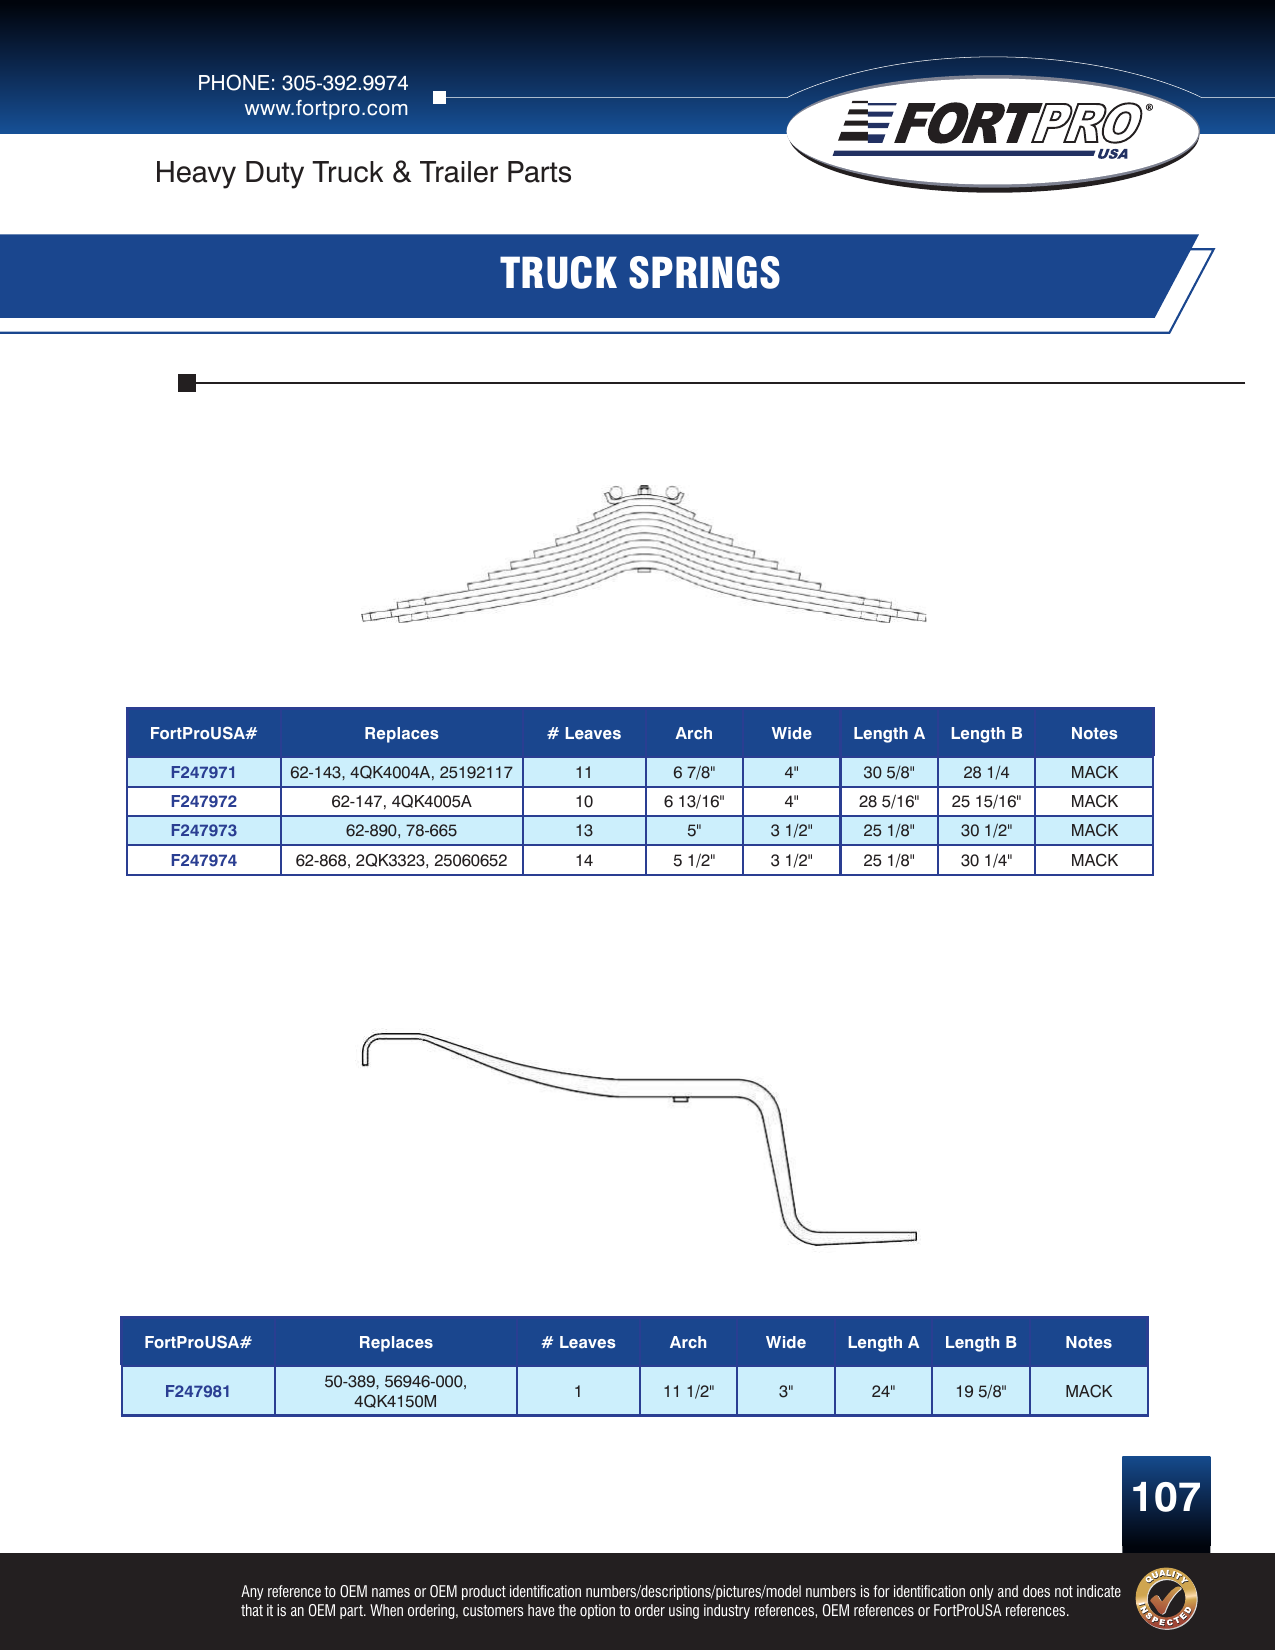 PHONE: 305-392.9974
www.fortpro.com
FORTPRO®
USA
Heavy Duty Truck & Trailer Parts
TRUCK SPRINGS
FortProUSA# Replaces # Leaves Arch Wide Length A Length B Notes
F247971 62-143, 4QK4004A, 25192117 11 6 7/8" 4" 30 5/8" 28 1/4 MACK
F247972 62-147, 4QK4005A 10 6 13/16" 4" 28 5/16" 25 15/16" MACK
F247973 62-890, 78-665 13 5" 3 1/2" 25 1/8" 30 1/2" MACK
F247974 62-868, 2QK3323, 25060652 14 5 1/2" 3 1/2" 25 1/8" 30 1/4" MACK
FortProUSA# Replaces # Leaves Arch Wide Length A Length B Notes
F247981 50-389, 56946-000, 4QK4150M 1 11 1/2" 3" 24" 19 5/8" MACK
107
Any reference to OEM names or OEM product identification numbers/descriptions/pictures/model numbers is for identification only and does not indicate
that it is an OEM part. When ordering, customers have the option to order using industry references, OEM references or FortProUSA references.
QUALITY
INSPECTED